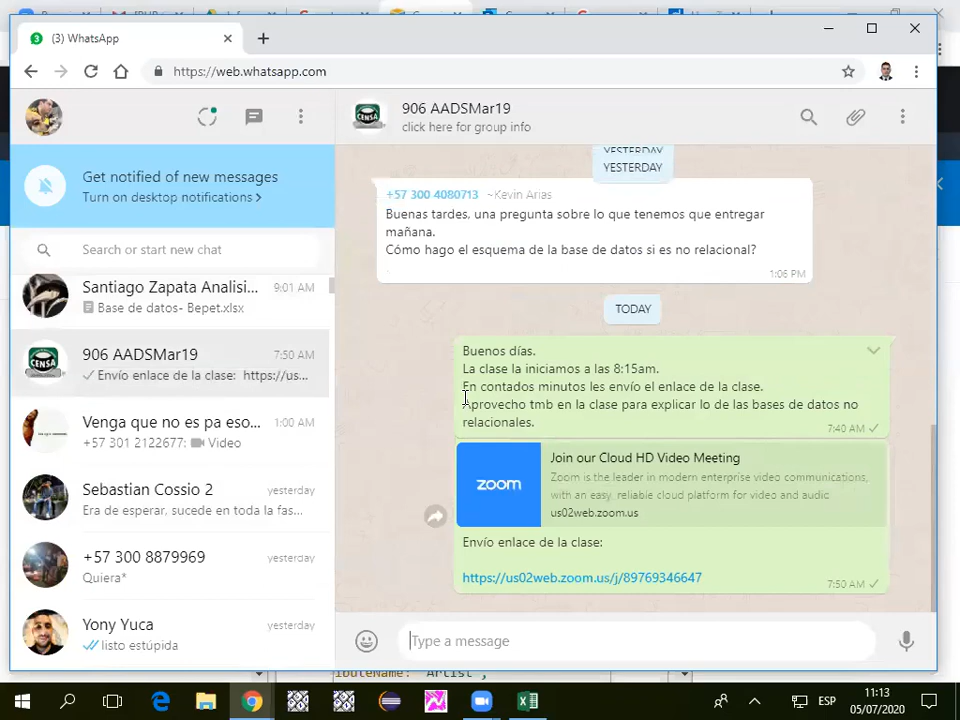 (3) WhatsApp
https://web.whatsapp.com
CENSA
906 AADSMar19
click here for group info
Get notified of new messages
Turn on desktop notifications >
Search or start new chat
Santiago Zapata Analisi...
9:01 AM
Base de datos- Bepet.xlsx
CENSA
906 AADSMar19
7:50 AM
Envío enlace de la clase: https://us...
Venga que no es pa eso...
1:00 AM
+57 301 2122677: Video
Sebastian Cossio 2
yesterday
Era de esperar, sucede en toda la fas...
+57 300 8879969
yesterday
Quiera*
Yony Yuca
yesterday
listo estúpida
YESTERDAY
YESTERDAY
+57 300 4080713 ~Kevin Arias
Buenas tardes, una pregunta sobre lo que tenemos que entregar
mañana.
Cómo hago el esquema de la base de datos si es no relacional?
1:06 PM
TODAY
Buenos días.
La clase la iniciamos a las 8:15am.
En contados minutos les envío el enlace de la clase.
Aprovecho tmb en la clase para explicar lo de las bases de datos no
relacionales.
7:40 AM
zoom
Join our Cloud HD Video Meeting
Zoom is the leader in modern enterprise video communications,
with an easy, reliable cloud platform for video and audio
us02web.zoom.us
Envío enlace de la clase:
https://us02web.zoom.us/j/89769346647
7:50 AM
Type a message
ibuteName: "Artist",
ESP
11:13
05/07/2020